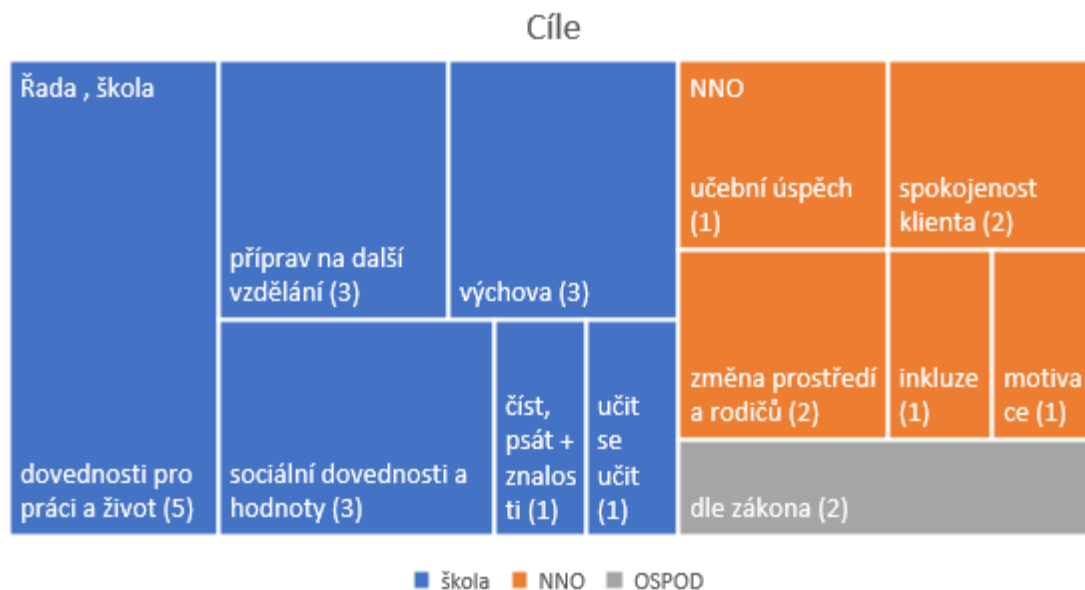 Cíle
Řada , škola
dovednosti pro
práci a život (5)
příprav na další
vzdělání (3)
výchova (3)
sociální dovednosti a
hodnoty (3)
číst,
psát +
znalos
ti (1)
učit
se
učit
(1)
NNO
učební úspěch
(1)
spokojenost
klienta (2)
změna prostředí
a rodičů (2)
inkluze
(1)
motiva
ce (1)
dle zákona (2)
škola NNO OSPOD